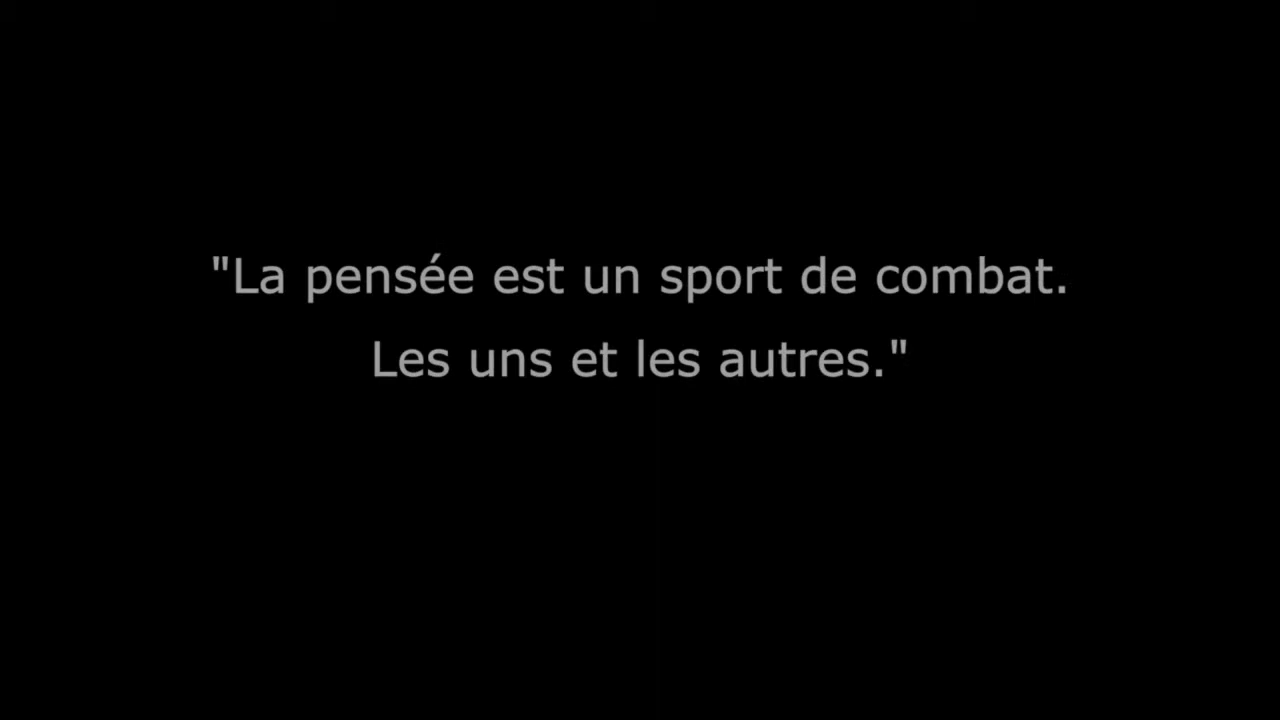 "La pensée est un sport de combat.
Les uns et les autres."